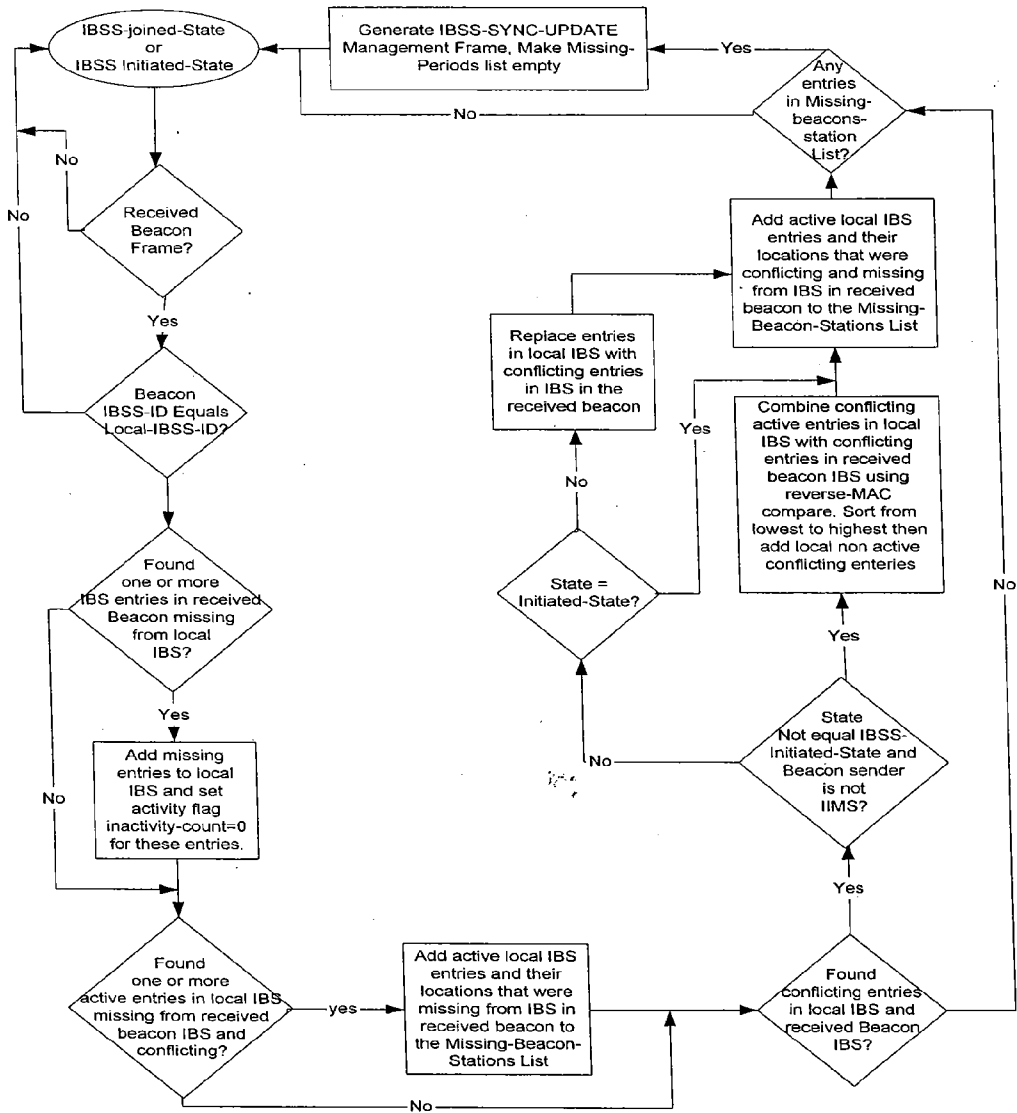 IBSS-joined-State
or
IBSS Initiated-State
Generate IBSS-SYNC-UPDATE
Management Frame, Make Missing-
Periods list empty
Yes
Any
entries
in Missing-
beacons-
station
List?
No
No
No
Received
Beacon
Frame?
Yes
Beacon
IBSS-ID Equals
Local-IBSS-ID?
Found
one or more
IBS entries in received
Beacon missing
from local
IBS?
Yes
No
Add missing
entries to local
IBS and set
activity flag
inactivity-count=0
for these entries.
Found
one or more
active entries in local IBS
missing from received
beacon IBS and
conflicting?
yes
No
Add active local IBS
entries and their
locations that were
missing from IBS in
received beacon to
the Missing-Beacon-
Stations List
Found
conflicting entries
in local IBS and
received Beacon
IBS?
Yes
No
State
Not equal IBSS-
Initiated-State and
Beacon sender
is not
IIMS?
Yes
No
State =
Initiated-State?
No
Yes
Replace entries
in local IBS with
conflicting entries
in IBS in the
received beacon
Combine conflicting
active entries in local
IBS with conflicting
entries in received
beacon IBS using
reverse-MAC
compare. Sort from
lowest to highest then
add local non active
conflicting enteries
Add active local IBS
entries and their
locations that were
conflicting and missing
from IBS in received
beacon to the Missing-
Beacon-Stations List